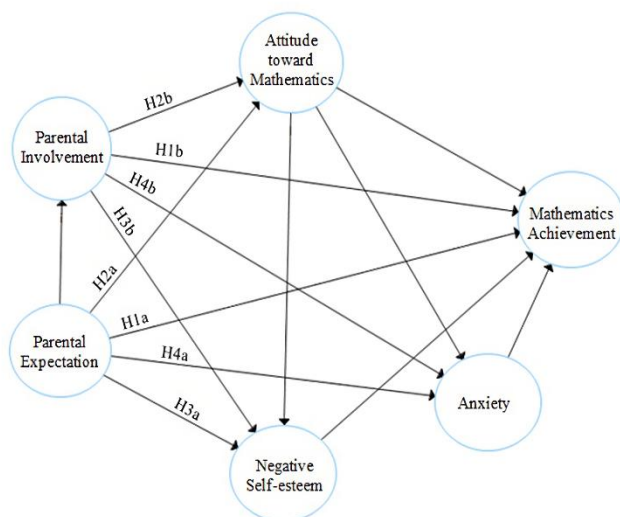 Attitude
toward
Mathematics
H2b
Parental
Involvement
H1b
H4b
H3b
Mathematics
Achievement
H2a
H1a
Parental
Expectation
H4a
Anxiety
H3a
Negative
Self-esteem